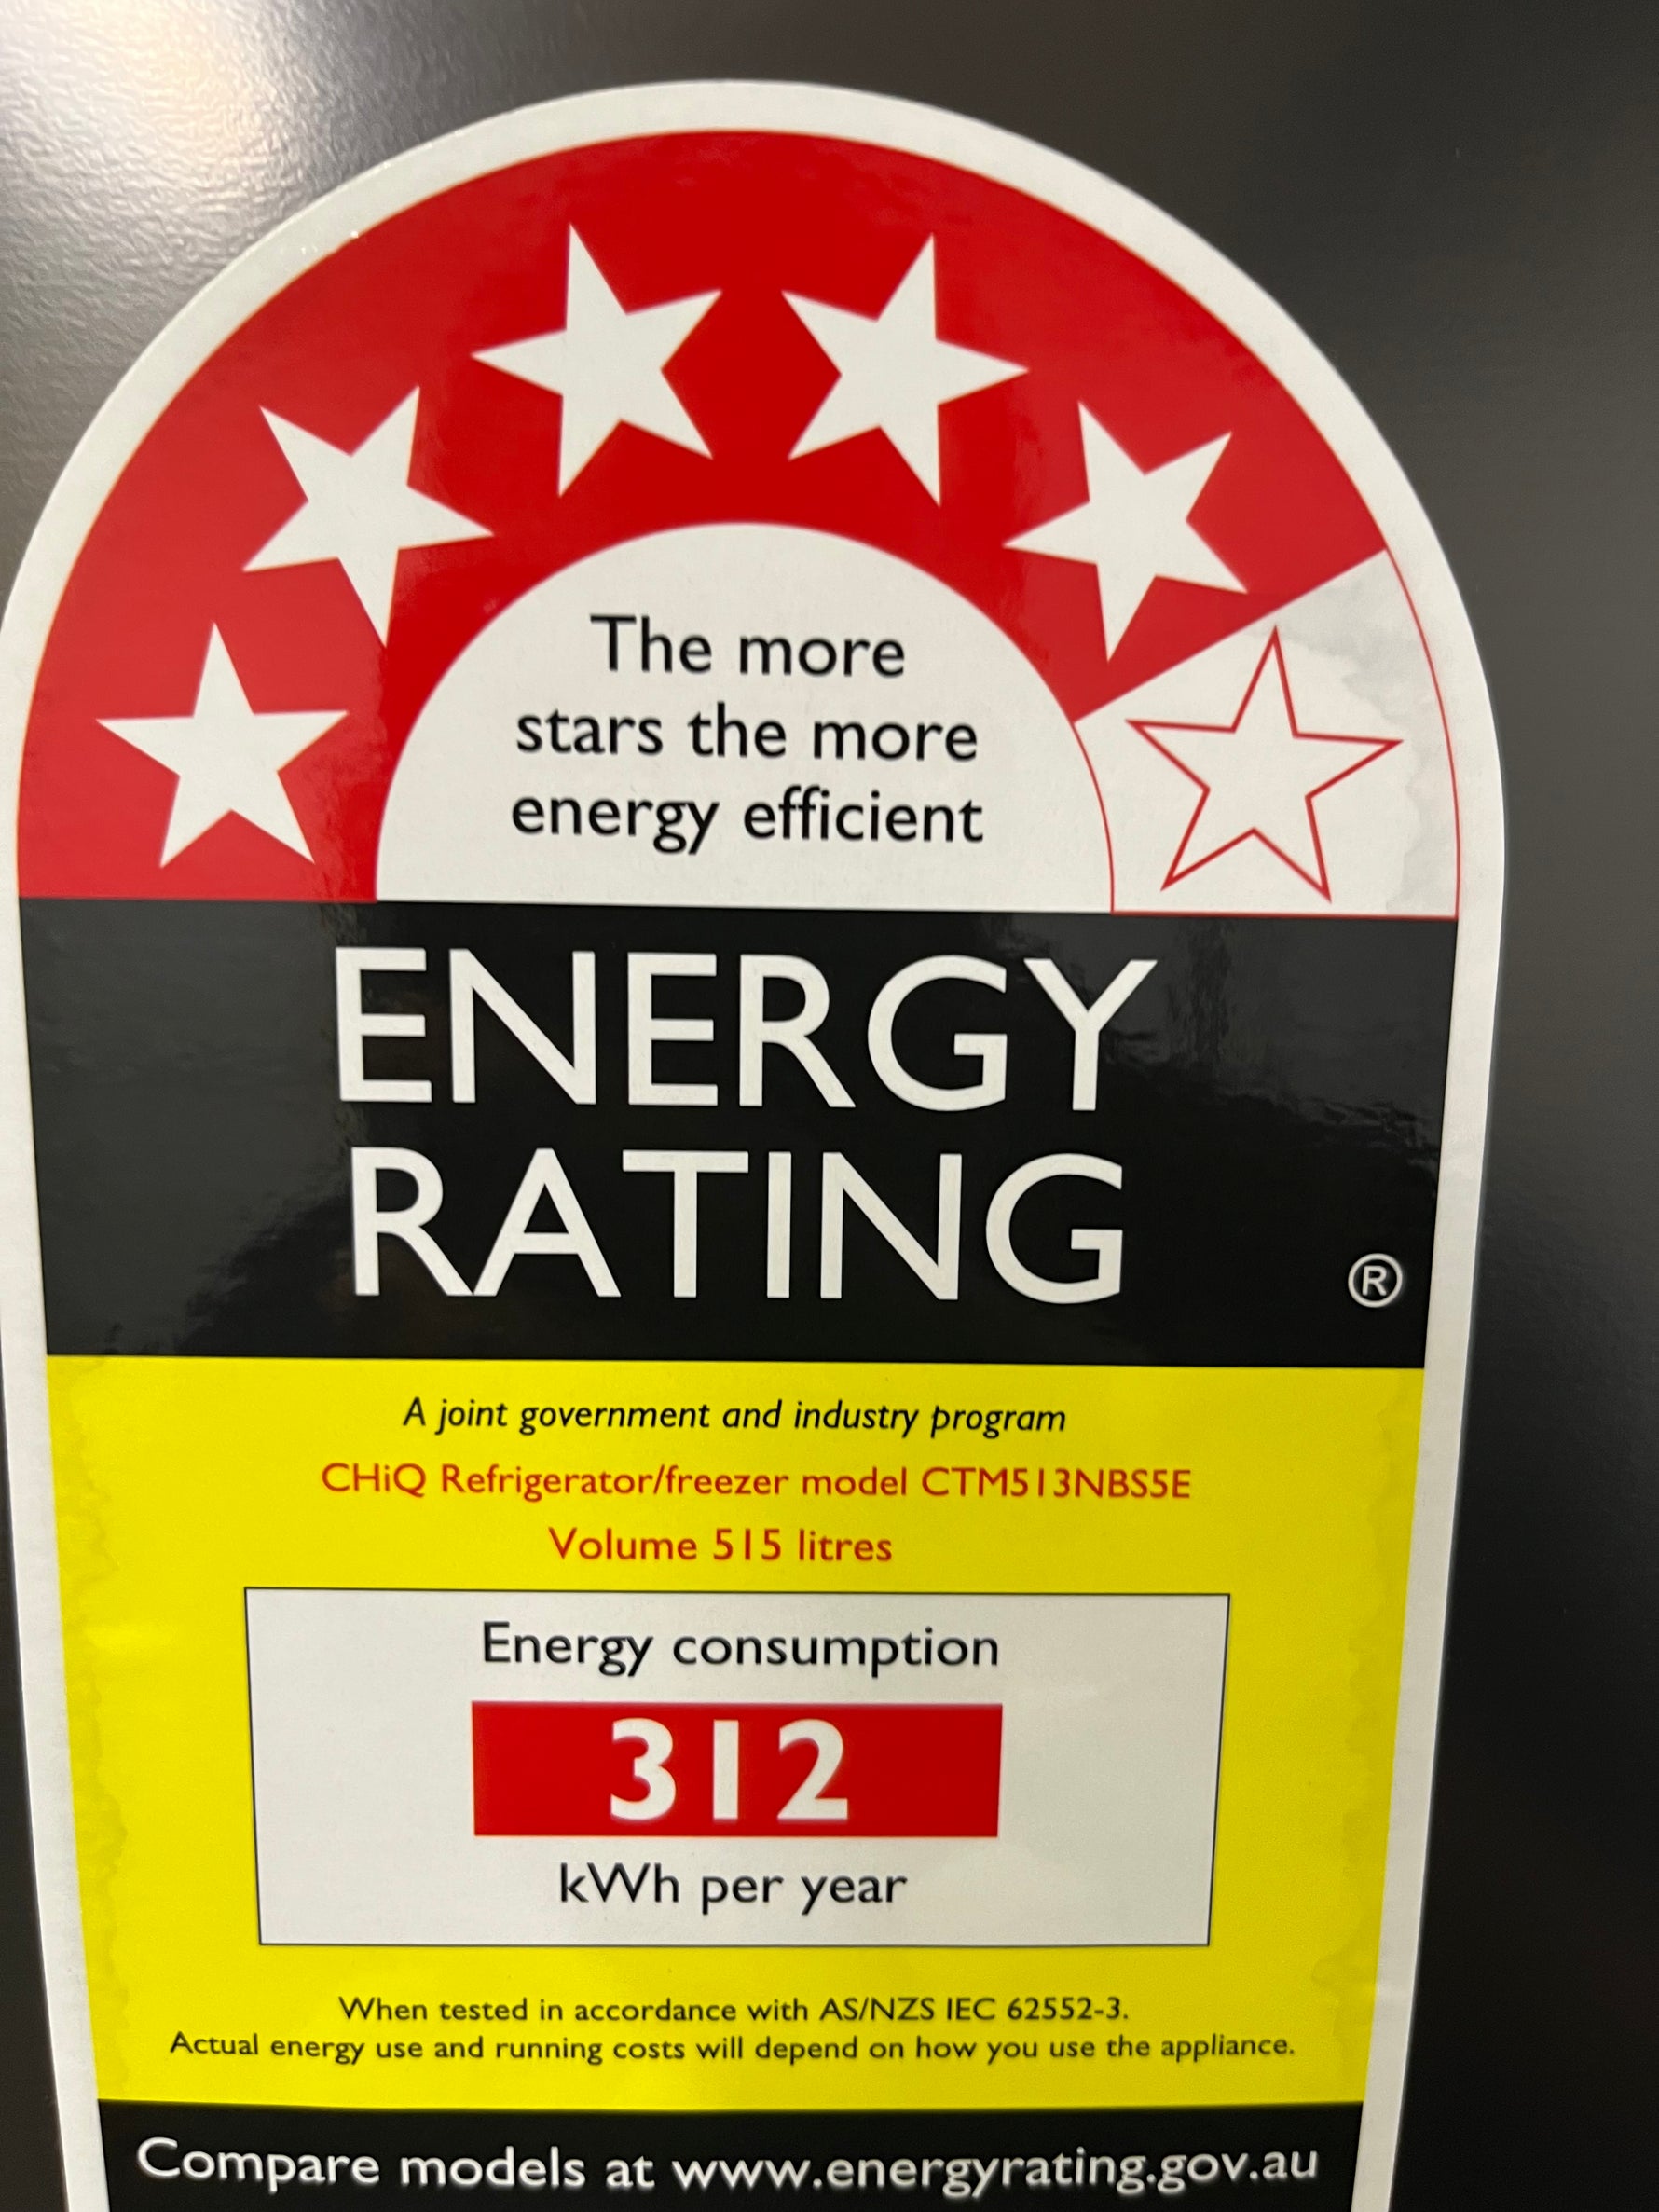 The more
stars the more
energy efficient
ENERGY
RATING
®
A joint government and industry program
CHiQ Refrigerator/freezer model CTM513NBS5E
Volume 515 litres
Energy consumption
312
kWh per year
When tested in accordance with AS/NZS IEC 62552-3.
Actual energy use and running costs will depend on how you use the appliance.
Compare models at www.energyrating.gov.au